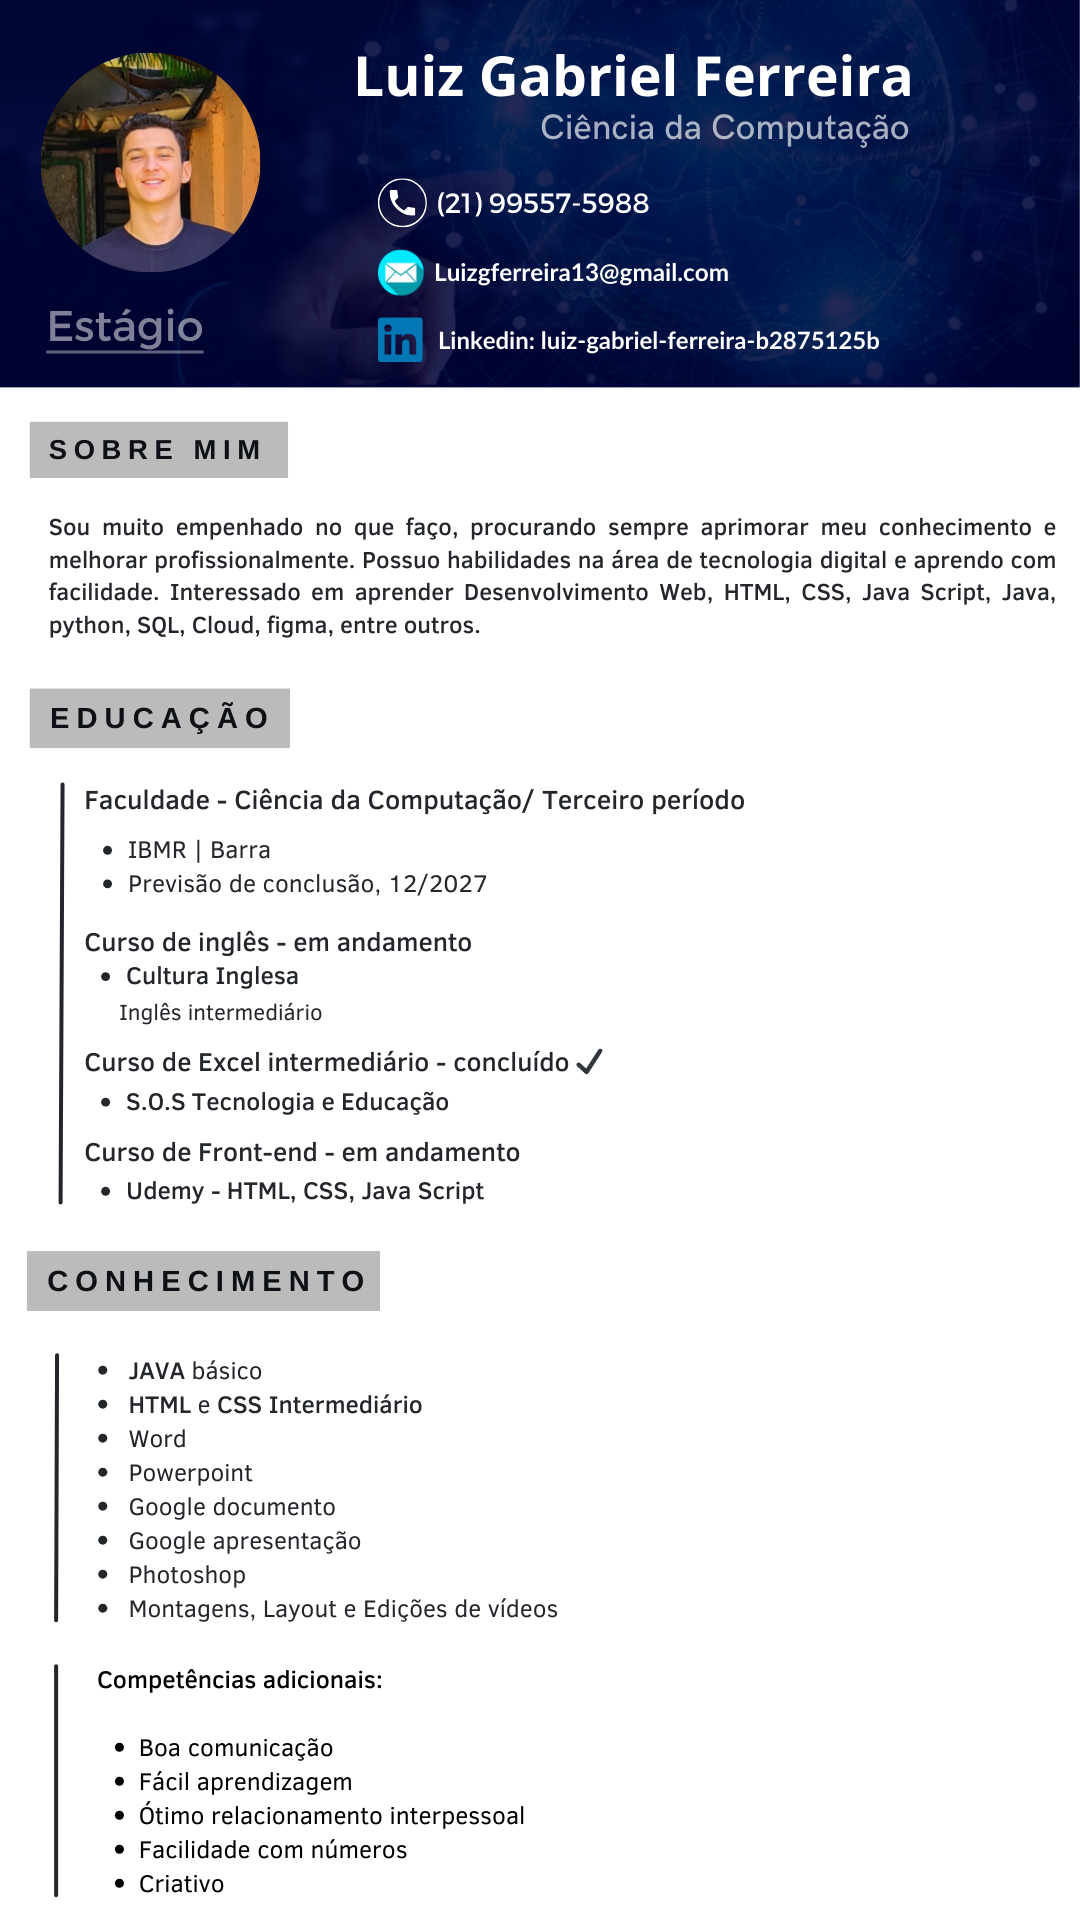 Luiz Gabriel Ferreira
Ciência da Computação
(21) 99557-5988
Luizgferreira13@gmail.com
Estágio
Linkedin: luiz-gabriel-ferreira-b2875125b
SOBRE MIM
Sou muito empenhado no que faço, procurando sempre aprimorar meu conhecimento e
melhorar profissionalmente. Possuo habilidades na área de tecnologia digital e aprendo com
facilidade. Interessado em aprender Desenvolvimento Web, HTML, CSS, Java Script, Java,
python, SQL, Cloud, figma, entre outros.
EDUCAÇÃO
Faculdade - Ciência da Computação/ Terceiro período
• IBMR | Barra
• Previsão de conclusão, 12/2027
Curso de inglês - em andamento
• Cultura Inglesa
Inglês intermediário
Curso de Excel intermediário - concluído ✓
• S.O.S Tecnologia e Educação
Curso de Front-end - em andamento
• Udemy - HTML, CSS, Java Script
CONHECIMENTO
• JAVA básico
• HTML e CSS Intermediário
• Word
• Powerpoint
• Google documento
• Google apresentação
• Photoshop
• Montagens, Layout e Edições de vídeos
Competências adicionais:
• Boa comunicação
• Fácil aprendizagem
• Ótimo relacionamento interpessoal
• Facilidade com números
• Criativo